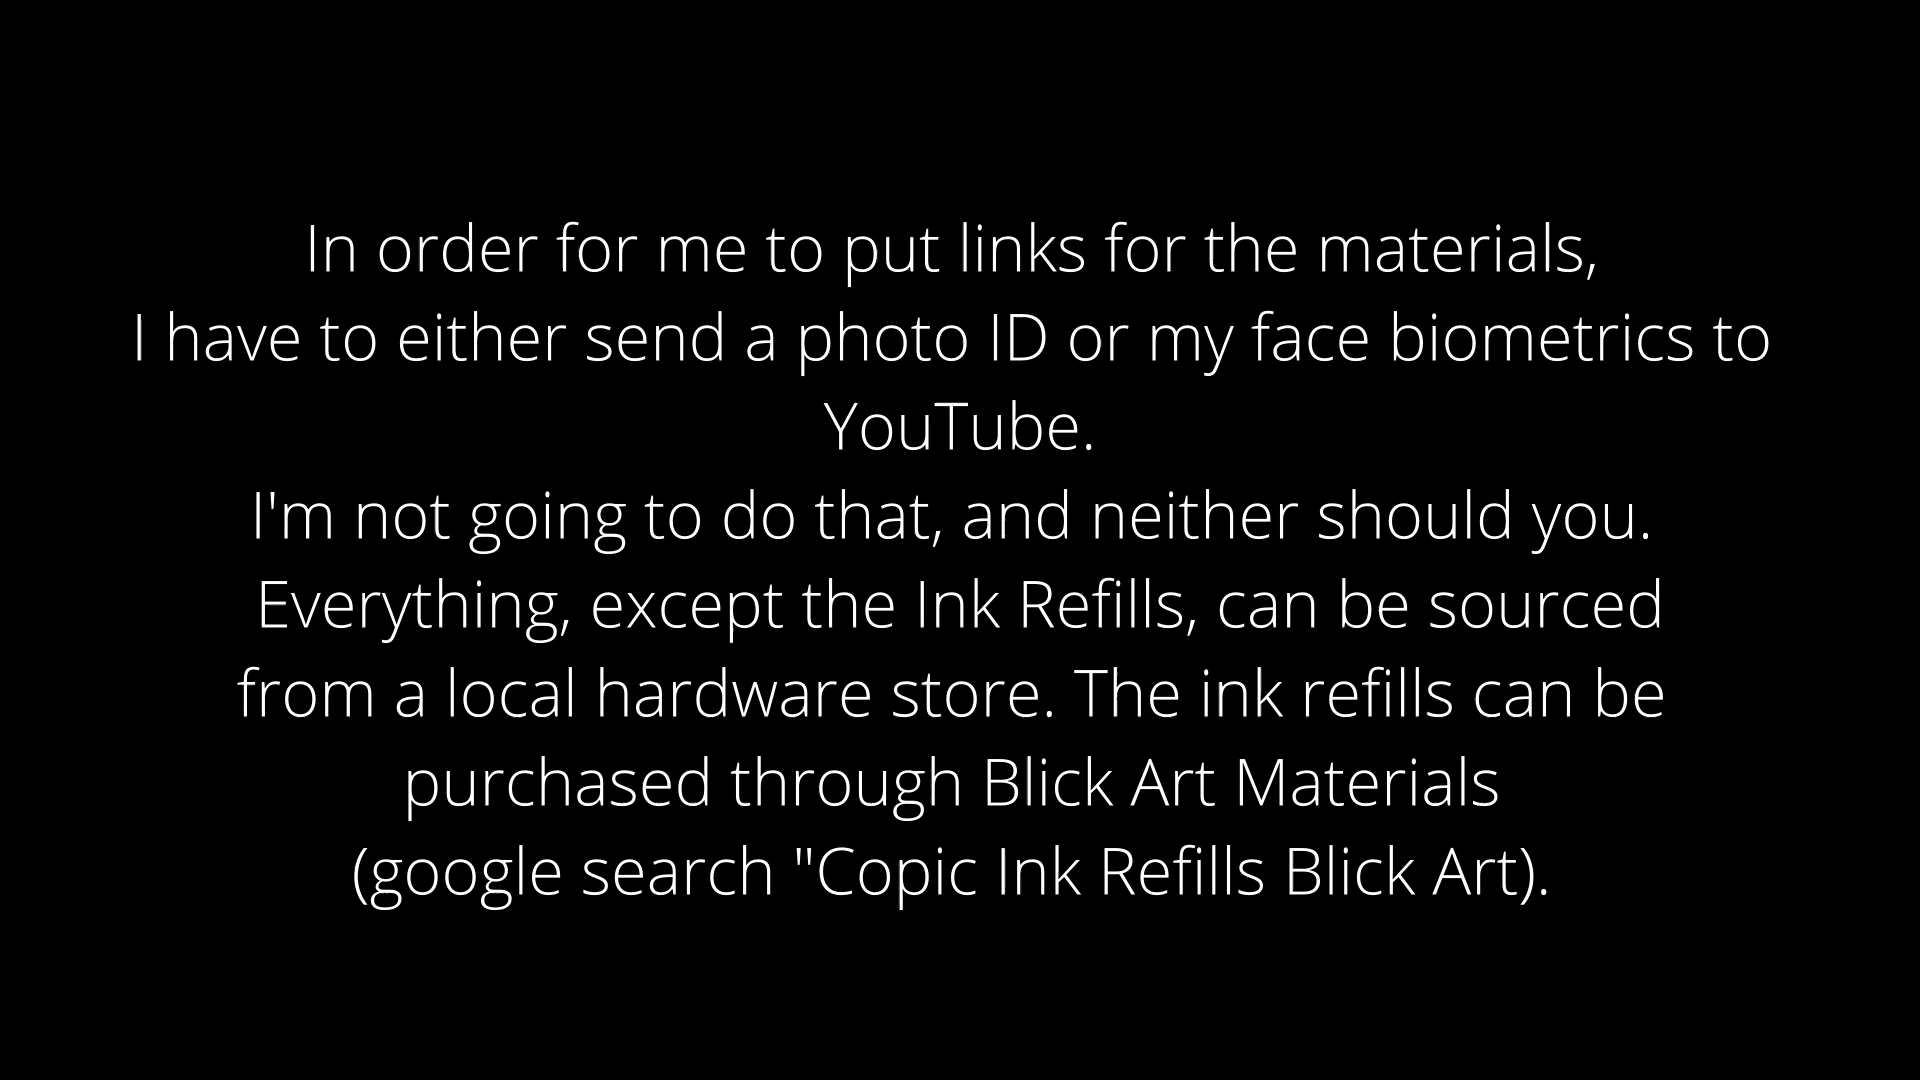 In order for me to put links for the materials,
I have to either send a photo ID or my face biometrics to
YouTube.
I'm not going to do that, and neither should you.
Everything, except the Ink Refills, can be sourced
from a local hardware store. The ink refills can be
purchased through Blick Art Materials
(google search "Copic Ink Refills Blick Art).